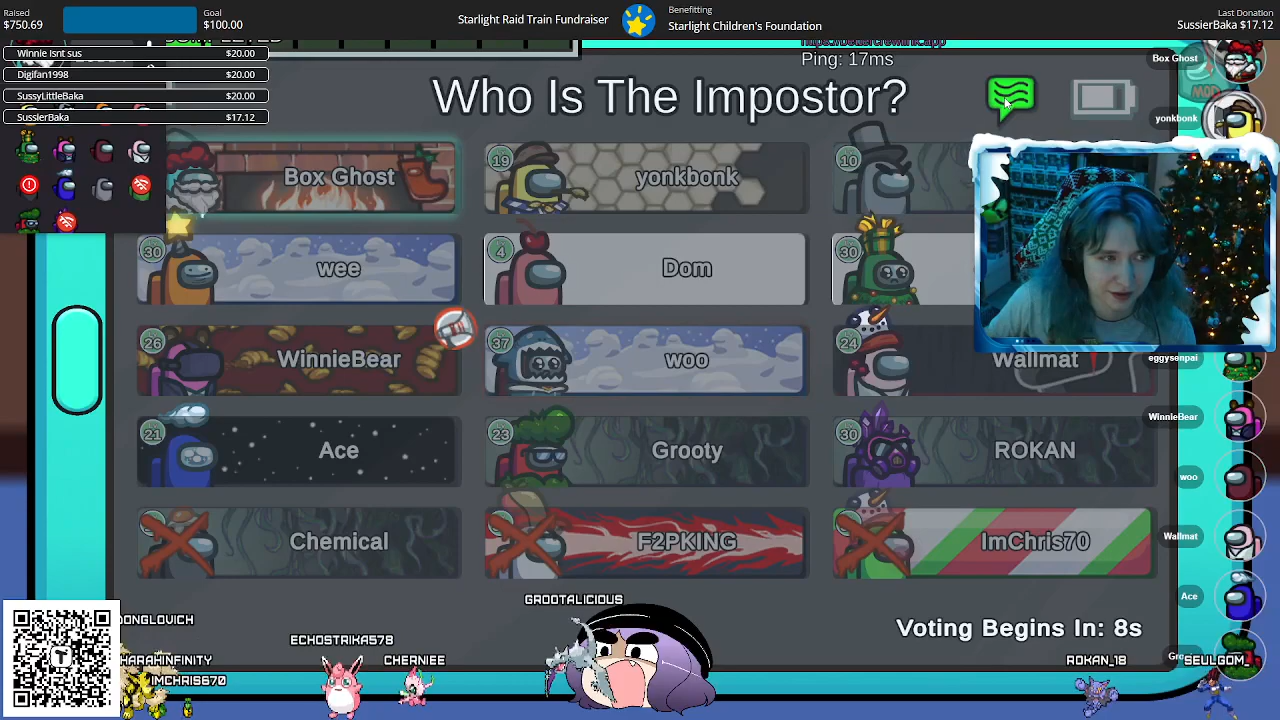 Raised
$750.69
Goal
$100.00
Starlight Raid Train Fundraiser
Benefitting
Starlight Children's Foundation
Last Donation
SussierBaka $17.12
Winnie Isnt sus $20.00
Digifan1998 $20.00
SussyLittleBaka $20.00
SussierBaka $17.12
Ping: 17ms
Who Is The Impostor?
Box Ghost
MOD
yonkbonk
Box Ghost
19 yonkbonk
10
30 wee
4 Dom
30
26 WinnieBear
37 woo
24 Wallmat
eggysenpai
WinnieBear
21 Ace
23 Grooty
30 ROKAN
woo
Chemical
F2PKING
ImChris70
Wallmat
Ace
GROOTALICIOUS
Voting Begins In: 8s
ECHOSTRIKA578
CHERNIEE
IMCHRIS670
ROKAN_18
SEULGOM_
T